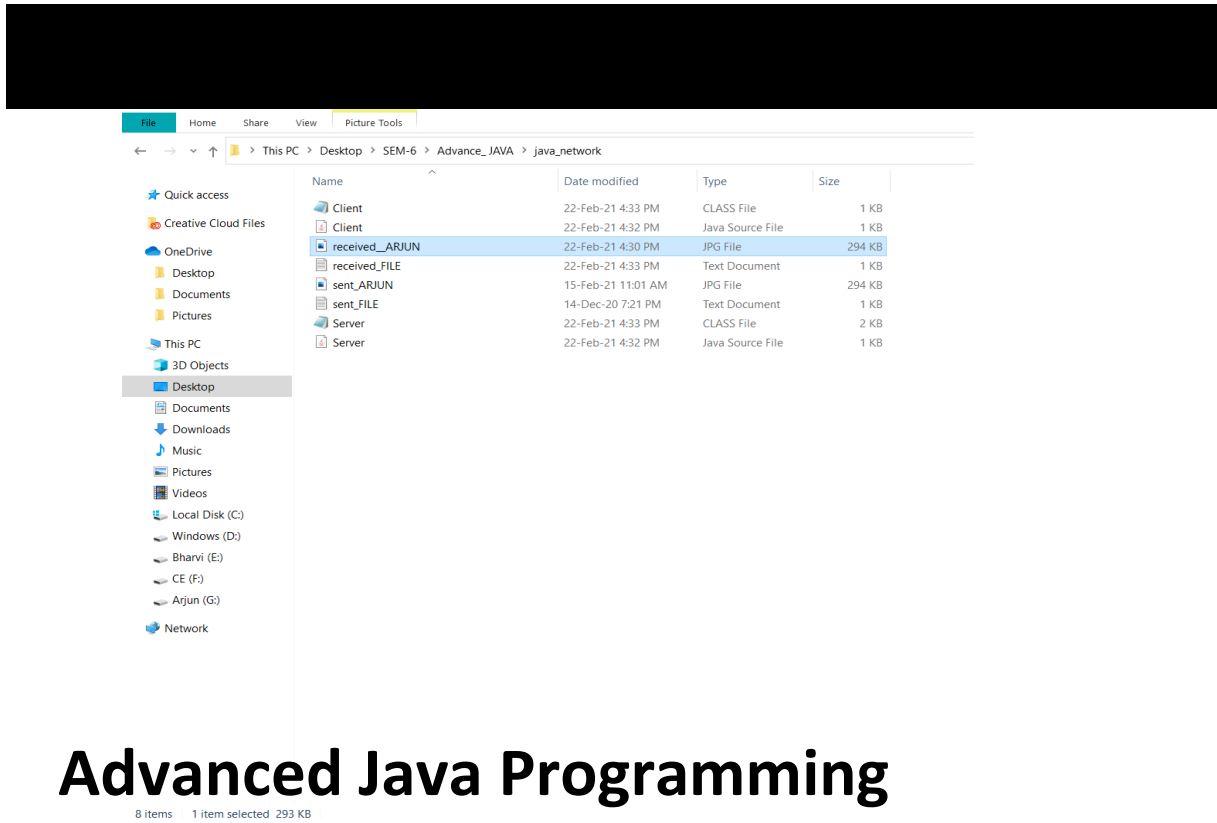 File Home Share View Picture Tools
This PC > Desktop > SEM-6 > Advance_ JAVA > java_network
Name Date modified Type Size
Quick access
Creative Cloud Files
OneDrive
Desktop
Documents
Pictures
This PC
3D Objects
Desktop
Documents
Downloads
Music
Pictures
Videos
Local Disk (C:)
Windows (D:)
Bharvi (E:)
CE (F:)
Arjun (G:)
Network
Client 22-Feb-21 4:33 PM CLASS File 1 KB
Client 22-Feb-21 4:32 PM Java Source File 1 KB
received__ARJUN 22-Feb-21 4:30 PM JPG File 294 KB
received_FILE 22-Feb-21 4:33 PM Text Document 1 KB
sent_ARJUN 15-Feb-21 11:01 AM JPG File 294 KB
sent_FILE 14-Dec-20 7:21 PM Text Document 1 KB
Server 22-Feb-21 4:33 PM CLASS File 2 KB
Server 22-Feb-21 4:32 PM Java Source File 1 KB
Advanced Java Programming
8 items 1 item selected 293 KB